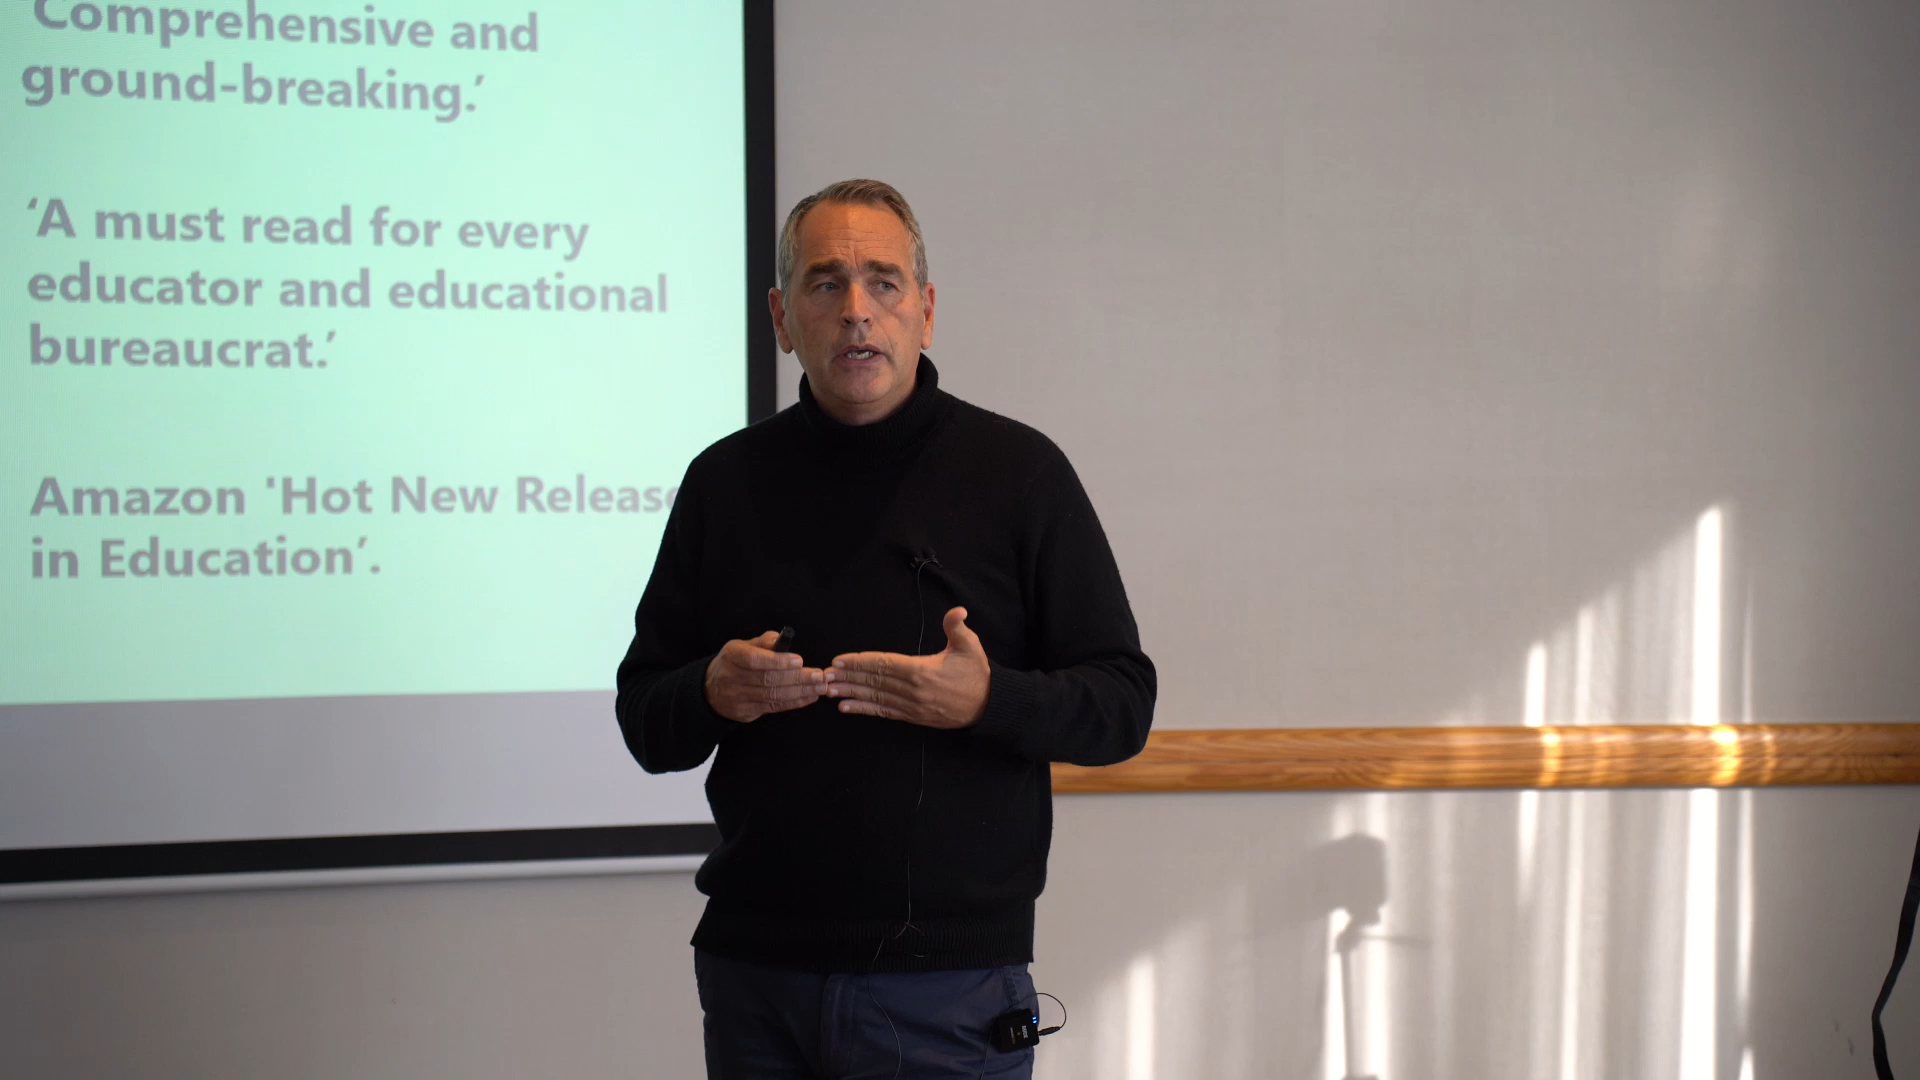 Comprehensive and
ground-breaking.’
‘A must read for every
educator and educational
bureaucrat.’
Amazon 'Hot New Release
in Education’.